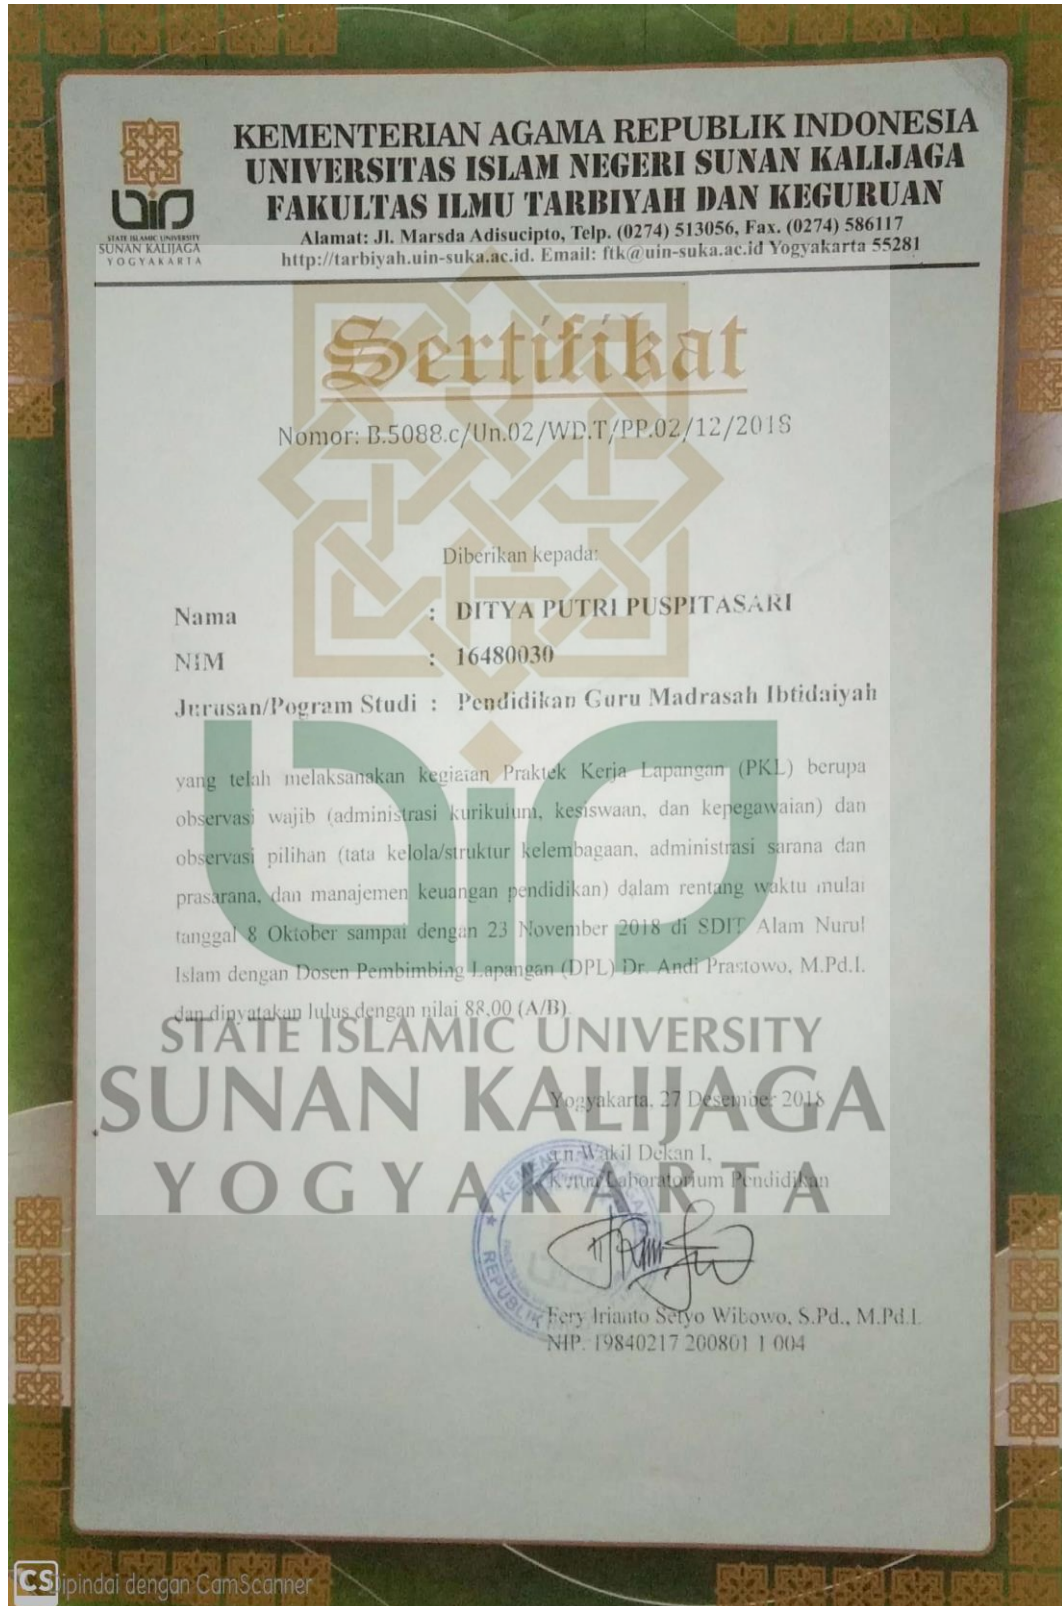 KEMENTERIAN AGAMA REPUBLIK INDONESIA
UNIVERSITAS ISLAM NEGERI SUNAN KALIJAGA
FAKULTAS ILMU TARBIYAH DAN KEGURUAN
Alamat: Jl. Marsda Adisucipto, Telp. (0274) 513056, Fax. (0274) 586117
http://tarbiyah.uin-suka.ac.id. Email: ftk@uin-suka.ac.id Yogyakarta 55281
STATE ISLAMIC UNIVERSITY
SUNAN KALIJAGA
YOGYAKARTA
Sertifikat
Nomor: B.5088.c/Un.02/WD.T/PP.02/12/2018
Diberikan kepada:
Nama : DITYA PUTRI PUSPITASARI
NIM : 16480030
Jurusan/Pogram Studi : Pendidikan Guru Madrasah Ibtidaiyah
yang telah melaksanakan kegiatan Praktek Kerja Lapangan (PKL) berupa
observasi wajib (administrasi kurikulum, kesiswaan, dan kepegawaian) dan
observasi pilihan (tata kelola/struktur kelembagaan, administrasi sarana dan
prasarana, dan manajemen keuangan pendidikan) dalam rentang waktu mulai
tanggal 8 Oktober sampai dengan 23 November 2018 di SDIT Alam Nurul
Islam dengan Dosen Pembimbing Lapangan (DPL) Dr. Andi Prastowo, M.Pd.I.
dan dinyatakan lulus dengan nilai 88,00 (A/B).
STATE ISLAMIC UNIVERSITY
SUNAN KALIJAGA
YOGYAKARTA
Yogyakarta, 27 Desember 2018
a.n Wakil Dekan I,
Ketua Laboratorium Pendidikan
REPUBLIK
Fery Irianto Setyo Wibowo, S.Pd., M.Pd.I.
NIP. 19840217 200801 1 004
CS Dipindai dengan CamScanner